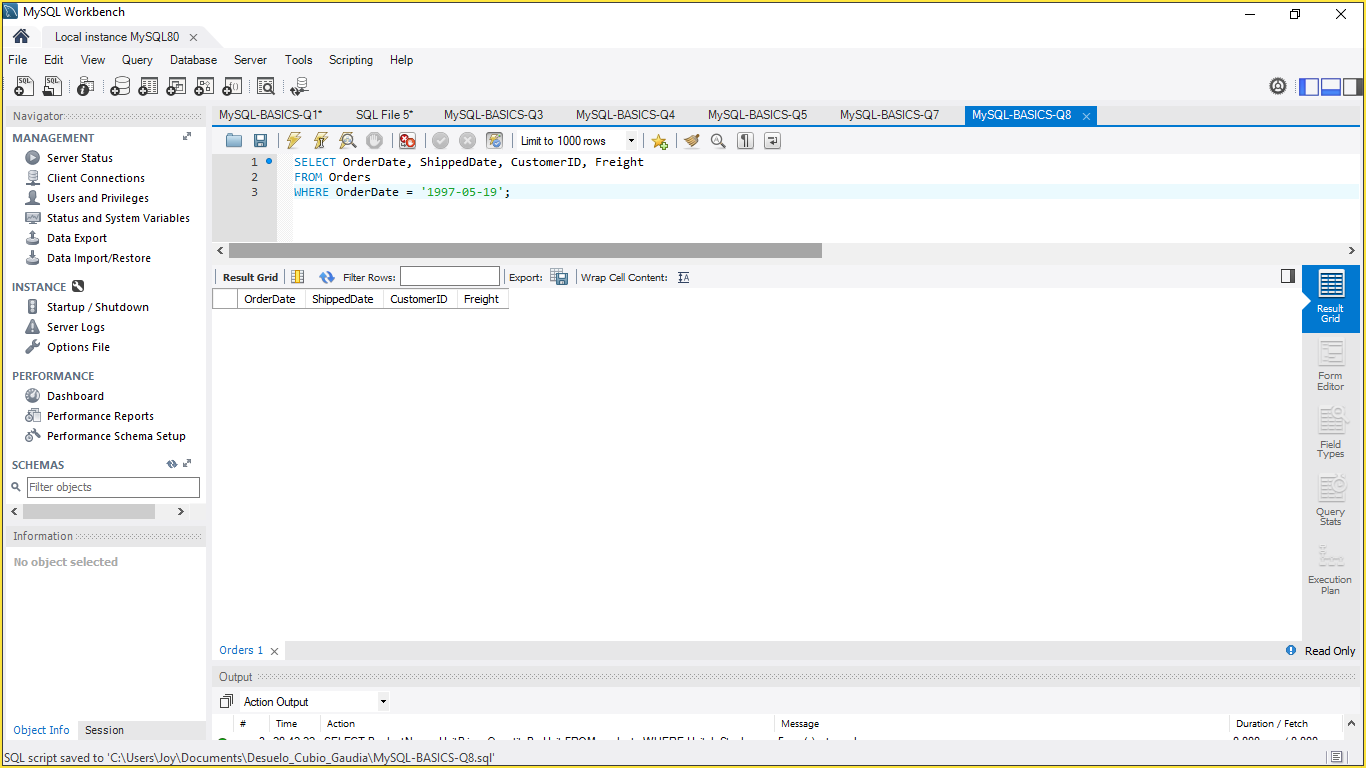 MySQL Workbench
Local instance MySQL80
File Edit View Query Database Server Tools Scripting Help
Navigator
MANAGEMENT
Server Status
Client Connections
Users and Privileges
Status and System Variables
Data Export
Data Import/Restore
INSTANCE
Startup / Shutdown
Server Logs
Options File
PERFORMANCE
Dashboard
Performance Reports
Performance Schema Setup
SCHEMAS
Filter objects
Information
No object selected
Object Info Session
MySQL-BASICS-Q1* SQL File 5* MySQL-BASICS-Q3 MySQL-BASICS-Q4 MySQL-BASICS-Q5 MySQL-BASICS-Q7 MySQL-BASICS-Q8
Limit to 1000 rows
1 SELECT OrderDate, ShippedDate, CustomerID, Freight
2 FROM Orders
3 WHERE OrderDate = '1997-05-19';
Result Grid Filter Rows: Export: Wrap Cell Content:
OrderDate ShippedDate CustomerID Freight
Result
Grid
Form
Editor
Field
Types
Query
Stats
Execution
Plan
Orders 1 Read Only
Output
Action Output
# Time Action Message Duration / Fetch
SQL script saved to 'C:\Users\Joy\Documents\Desuelo_Cubio_Gaudia\MySQL-BASICS-Q8.sql'